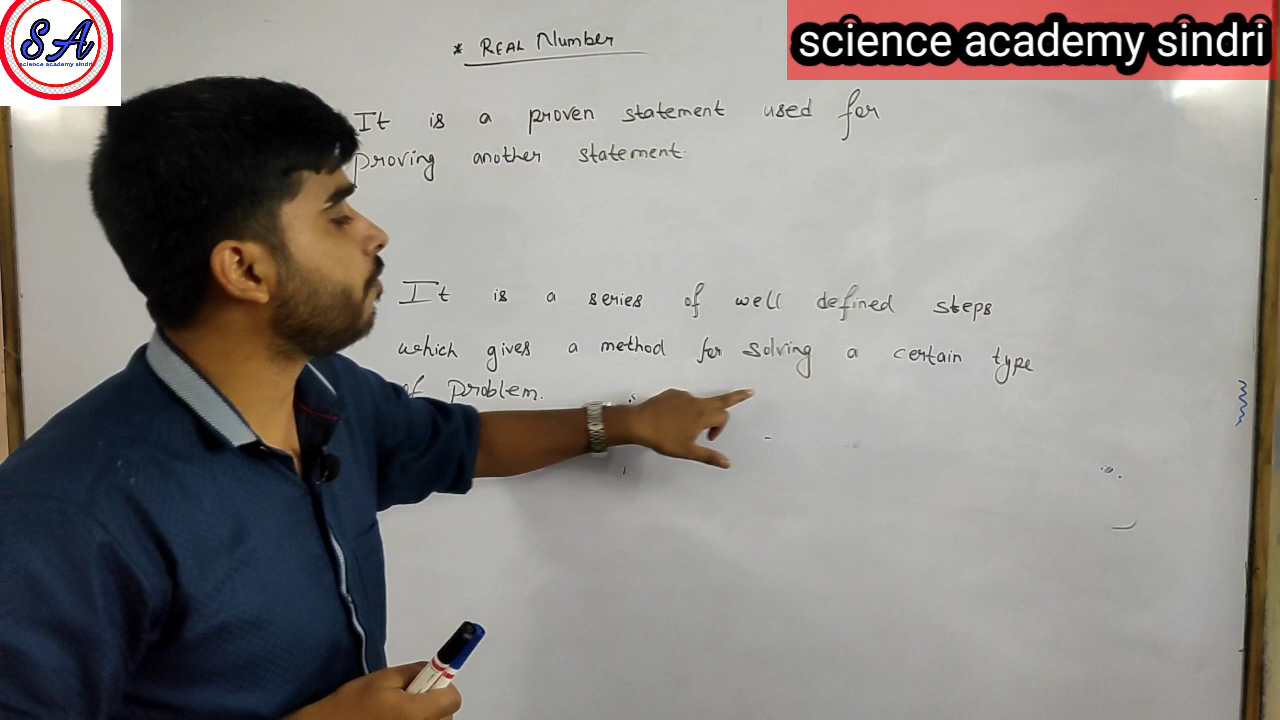 SA
science academy sindri
science academy sindri
* REAL Number
It is a proven statement used for
proving another statement.
It is a series of well defined steps
which gives a method for solving a certain type
of problem.